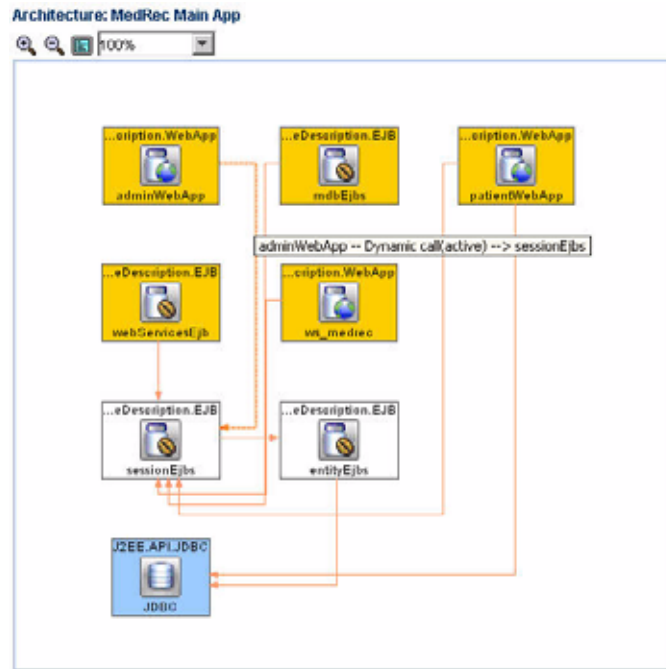 Architecture: MedRec Main App
100%
...cription.WebApp
adminWebApp
...eDescription.EJB
mdbEjbs
...cription.WebApp
patientWebApp
adminWebApp -- Dynamic call(active) --> sessionEjbs
...eDescription.EJB
webServicesEjb
...cription.WebApp
ws_medrec
...eDescription.EJB
sessionEjbs
...eDescription.EJB
entityEjbs
J2EE.API.JDBC
JDBC